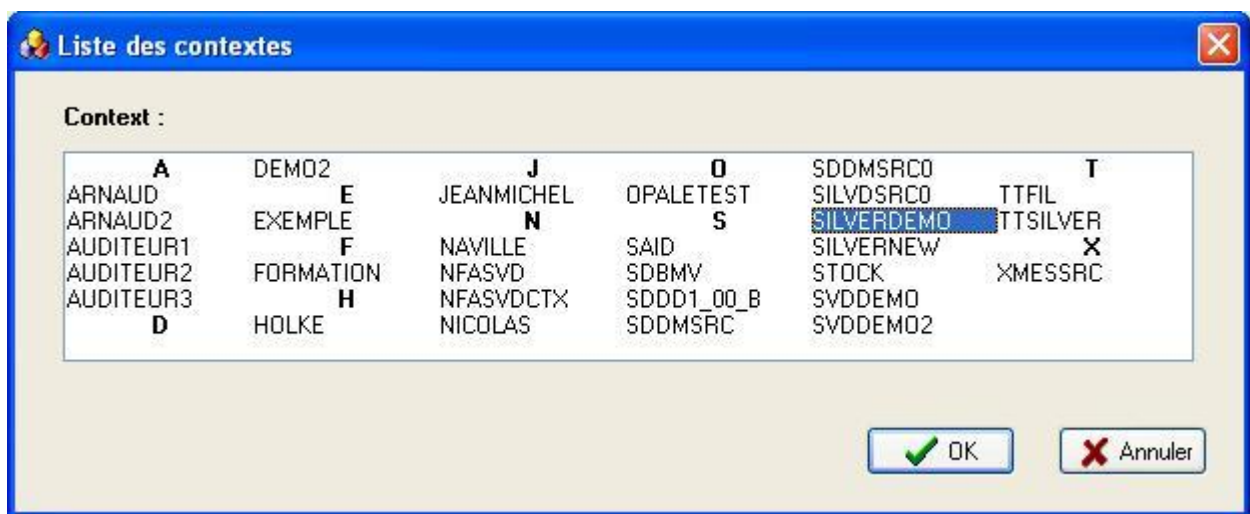 Liste des contextes
Context :
A
ARNAUD
ARNAUD2
AUDITEUR1
AUDITEUR2
AUDITEUR3
D
DEMO2
E
EXEMPLE
F
FORMATION
H
HOLKE
J
JEANMICHEL
N
NAVILLE
NFASVD
NFASVDCTX
NICOLAS
O
OPALETEST
S
SAID
SDBMV
SDDD1_00_B
SDDMSRC
SDDMSRC0
SILVDSRC0
SILVERDEMO
SILVERNEW
STOCK
SVDDEMO
SVDDEMO2
T
TTFIL
TTSILVER
X
XMESSRC
OK
Annuler